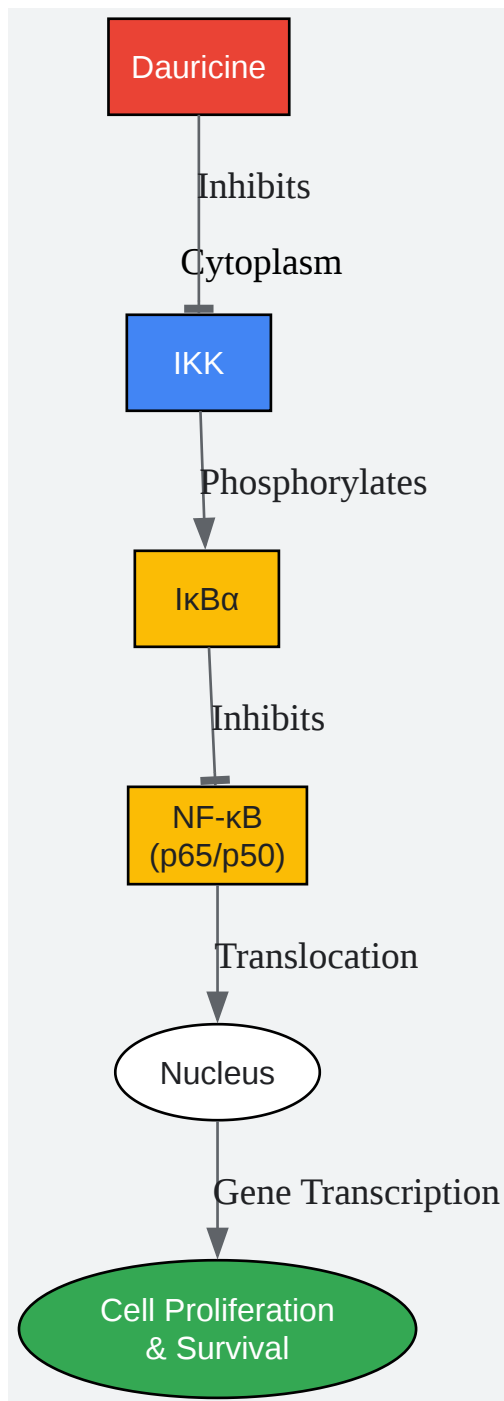 Dauricine
Inhibits
Cytoplasm
IKK
Phosphorylates
IκBα
Inhibits
NF-κB
(p65/p50)
Translocation
Nucleus
Gene Transcription
Cell Proliferation
& Survival